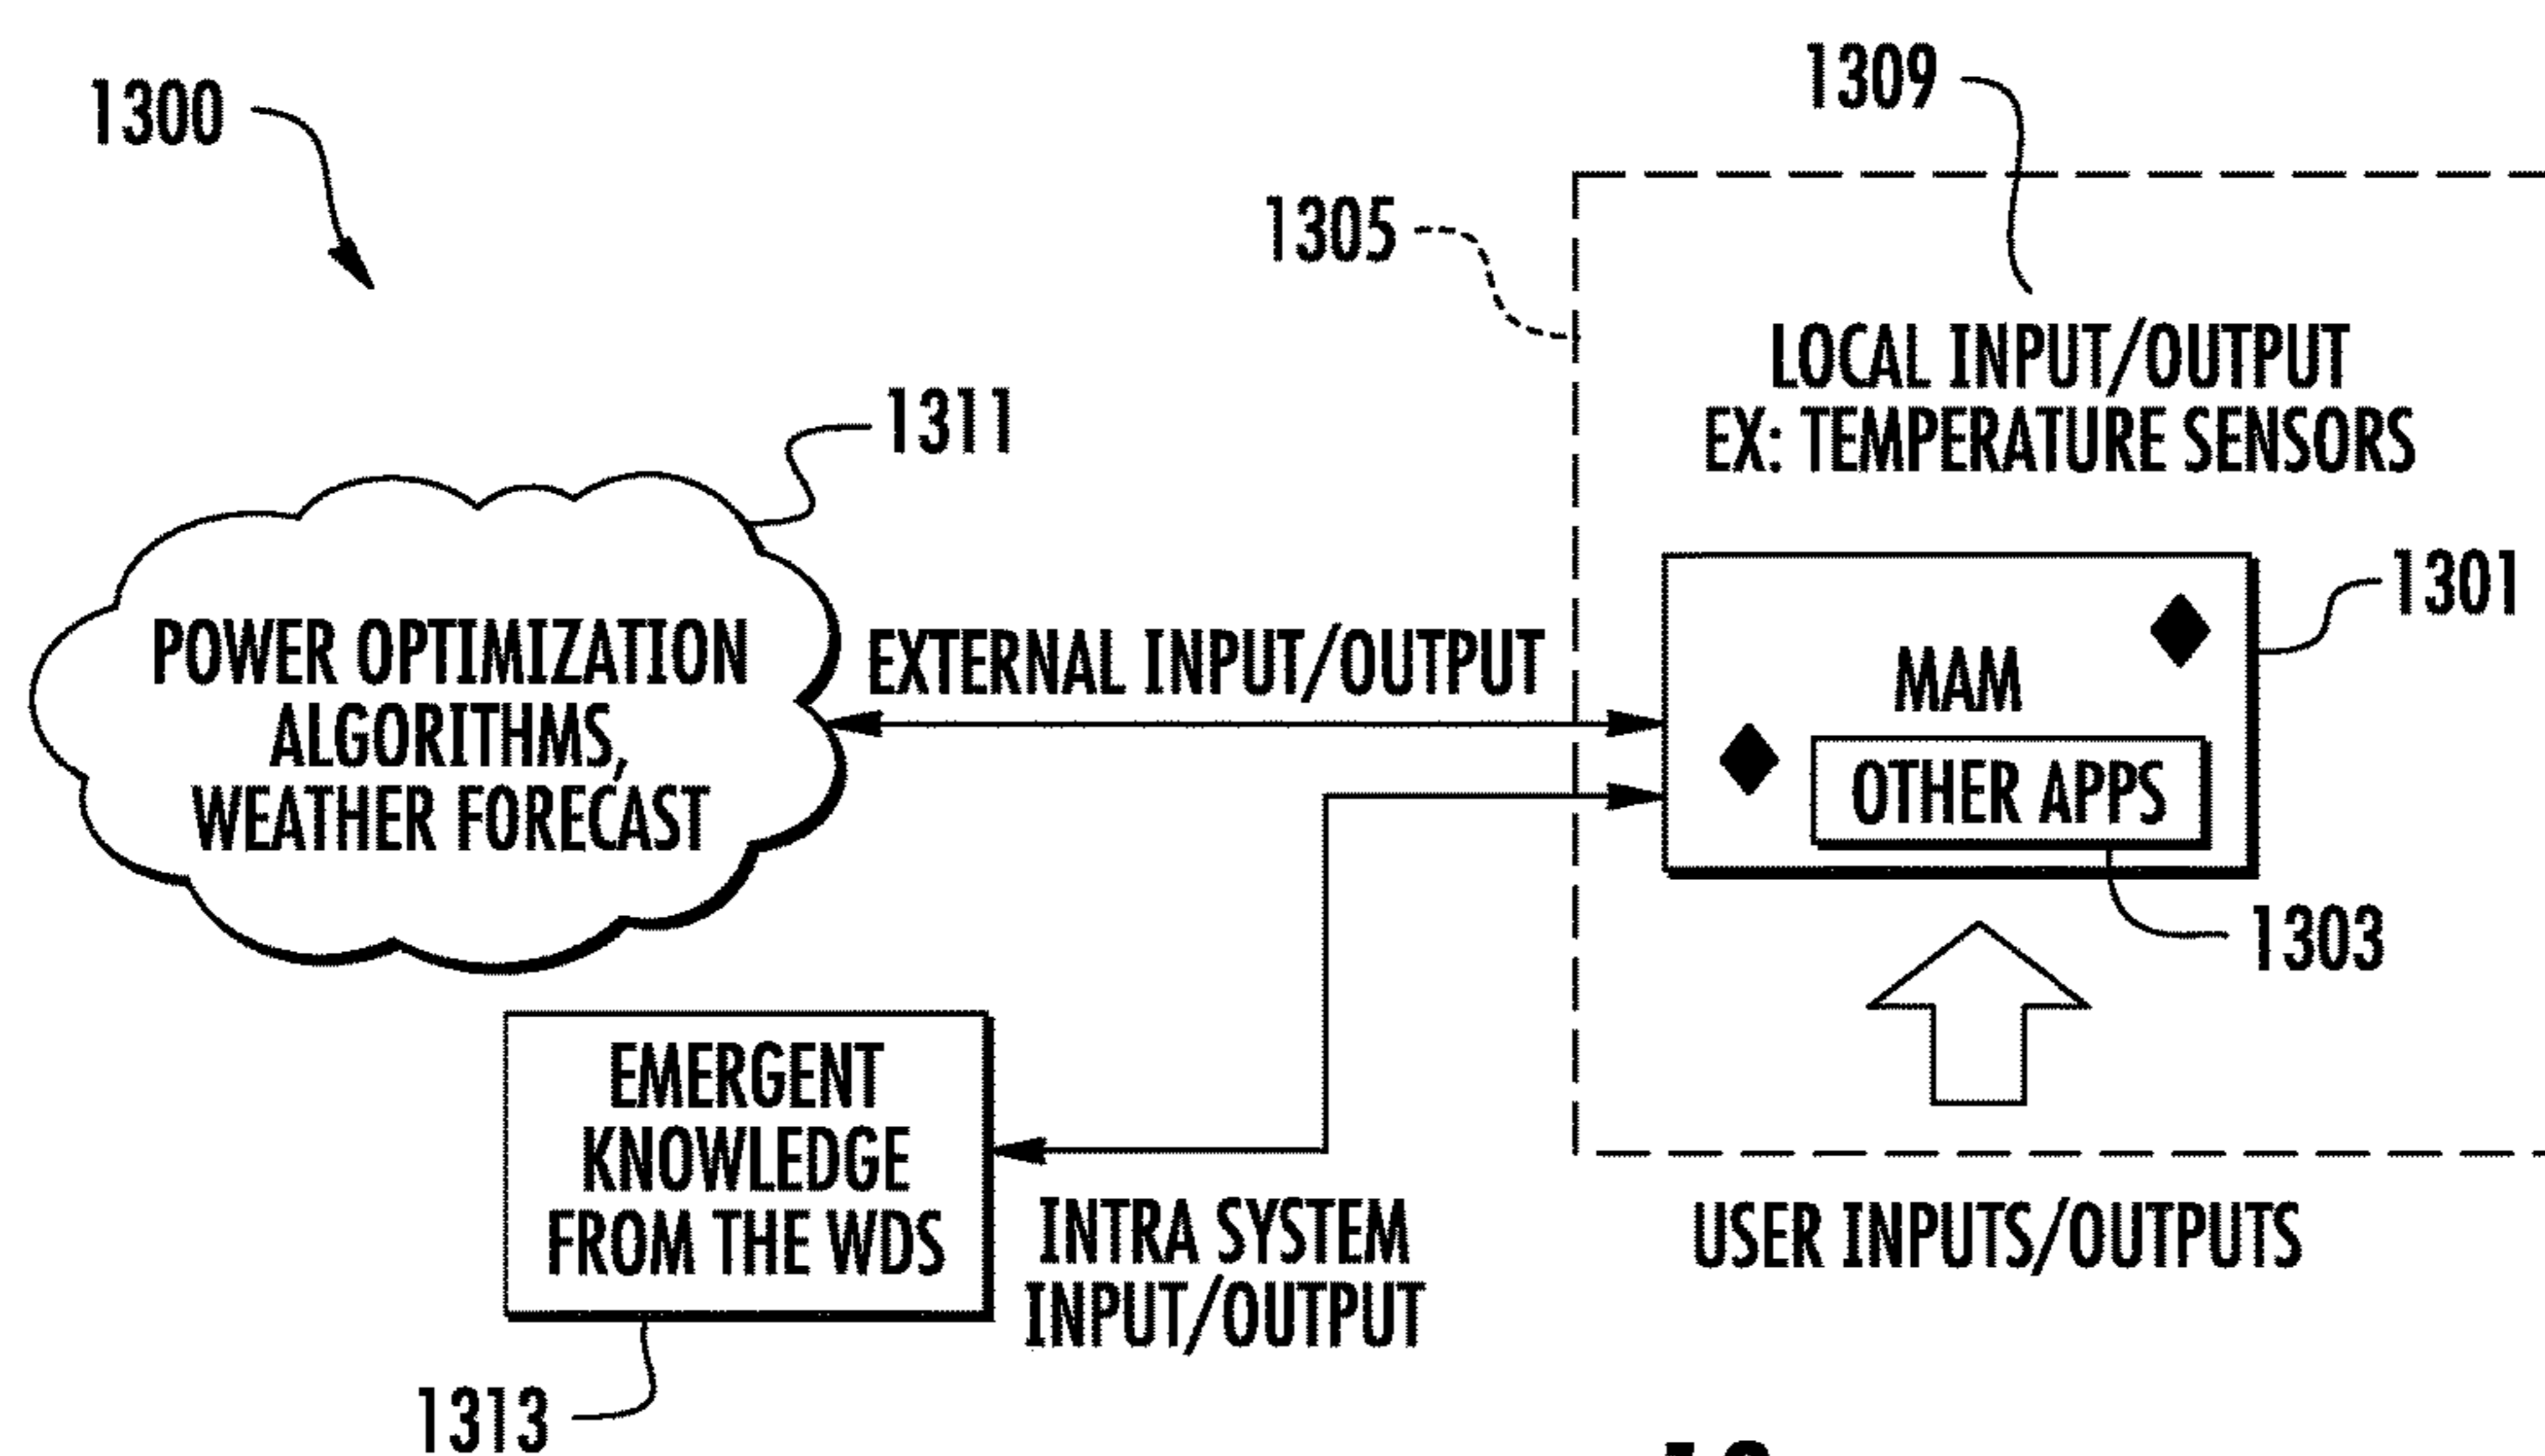 1300
1309
1305
LOCAL INPUT/OUTPUT
EX: TEMPERATURE SENSORS
1311
1301
POWER OPTIMIZATION
ALGORITHMS,
WEATHER FORECAST
EXTERNAL INPUT/OUTPUT
MAM
OTHER APPS
1303
EMERGENT
KNOWLEDGE
FROM THE WDS
INTRA SYSTEM
INPUT/OUTPUT
USER INPUTS/OUTPUTS
1313